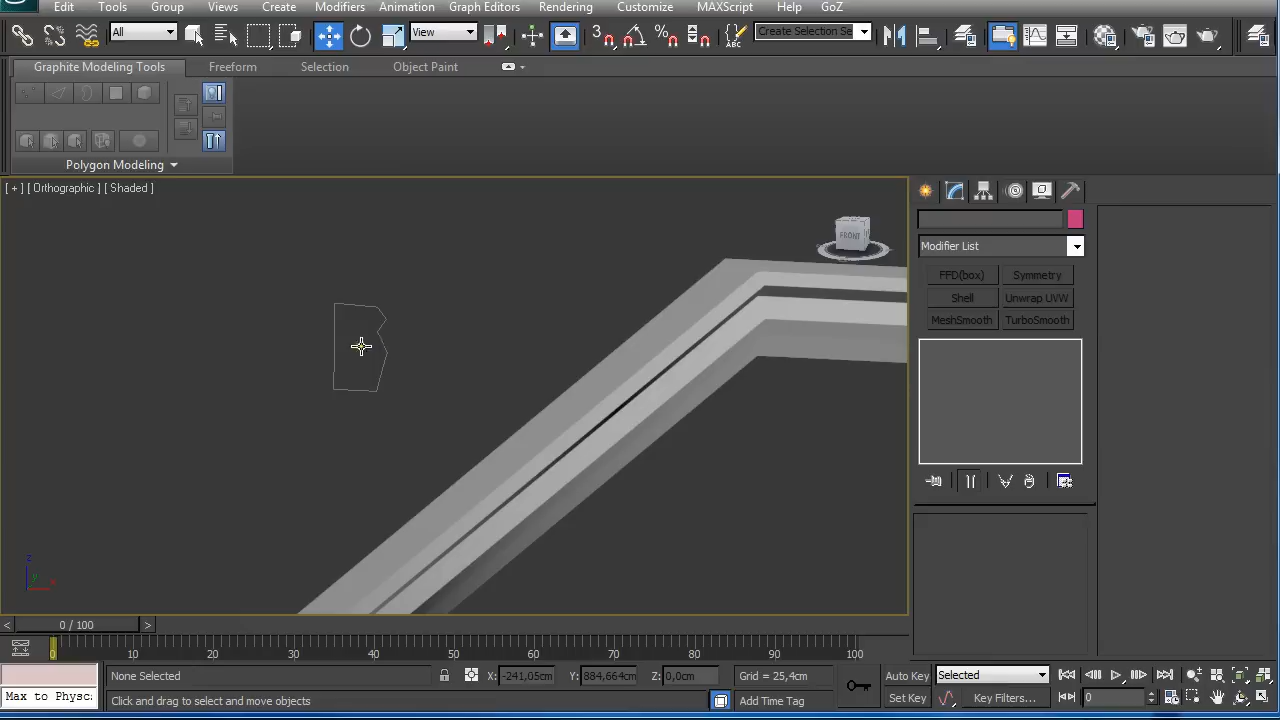 Edit Tools Group Views Create Modifiers Animation Graph Editors Rendering Customize MAXScript Help GoZ
All View 3 Create Selection Se
Graphite Modeling Tools Freeform Selection Object Paint
Polygon Modeling
[ + ] [ Orthographic ] [ Shaded ]
FRONT
Modifier List
FFD(box) Symmetry
Shell Unwrap UVW
MeshSmooth TurboSmooth
z
y
x
< 0 / 100 >
0 10 20 30 40 50 60 70 80 90 100
None Selected X: -241,05cm Y: 884,664cm Z: 0,0cm Grid = 25,4cm Auto Key Selected
Max to Physc: Click and drag to select and move objects Add Time Tag Set Key Key Filters... 0